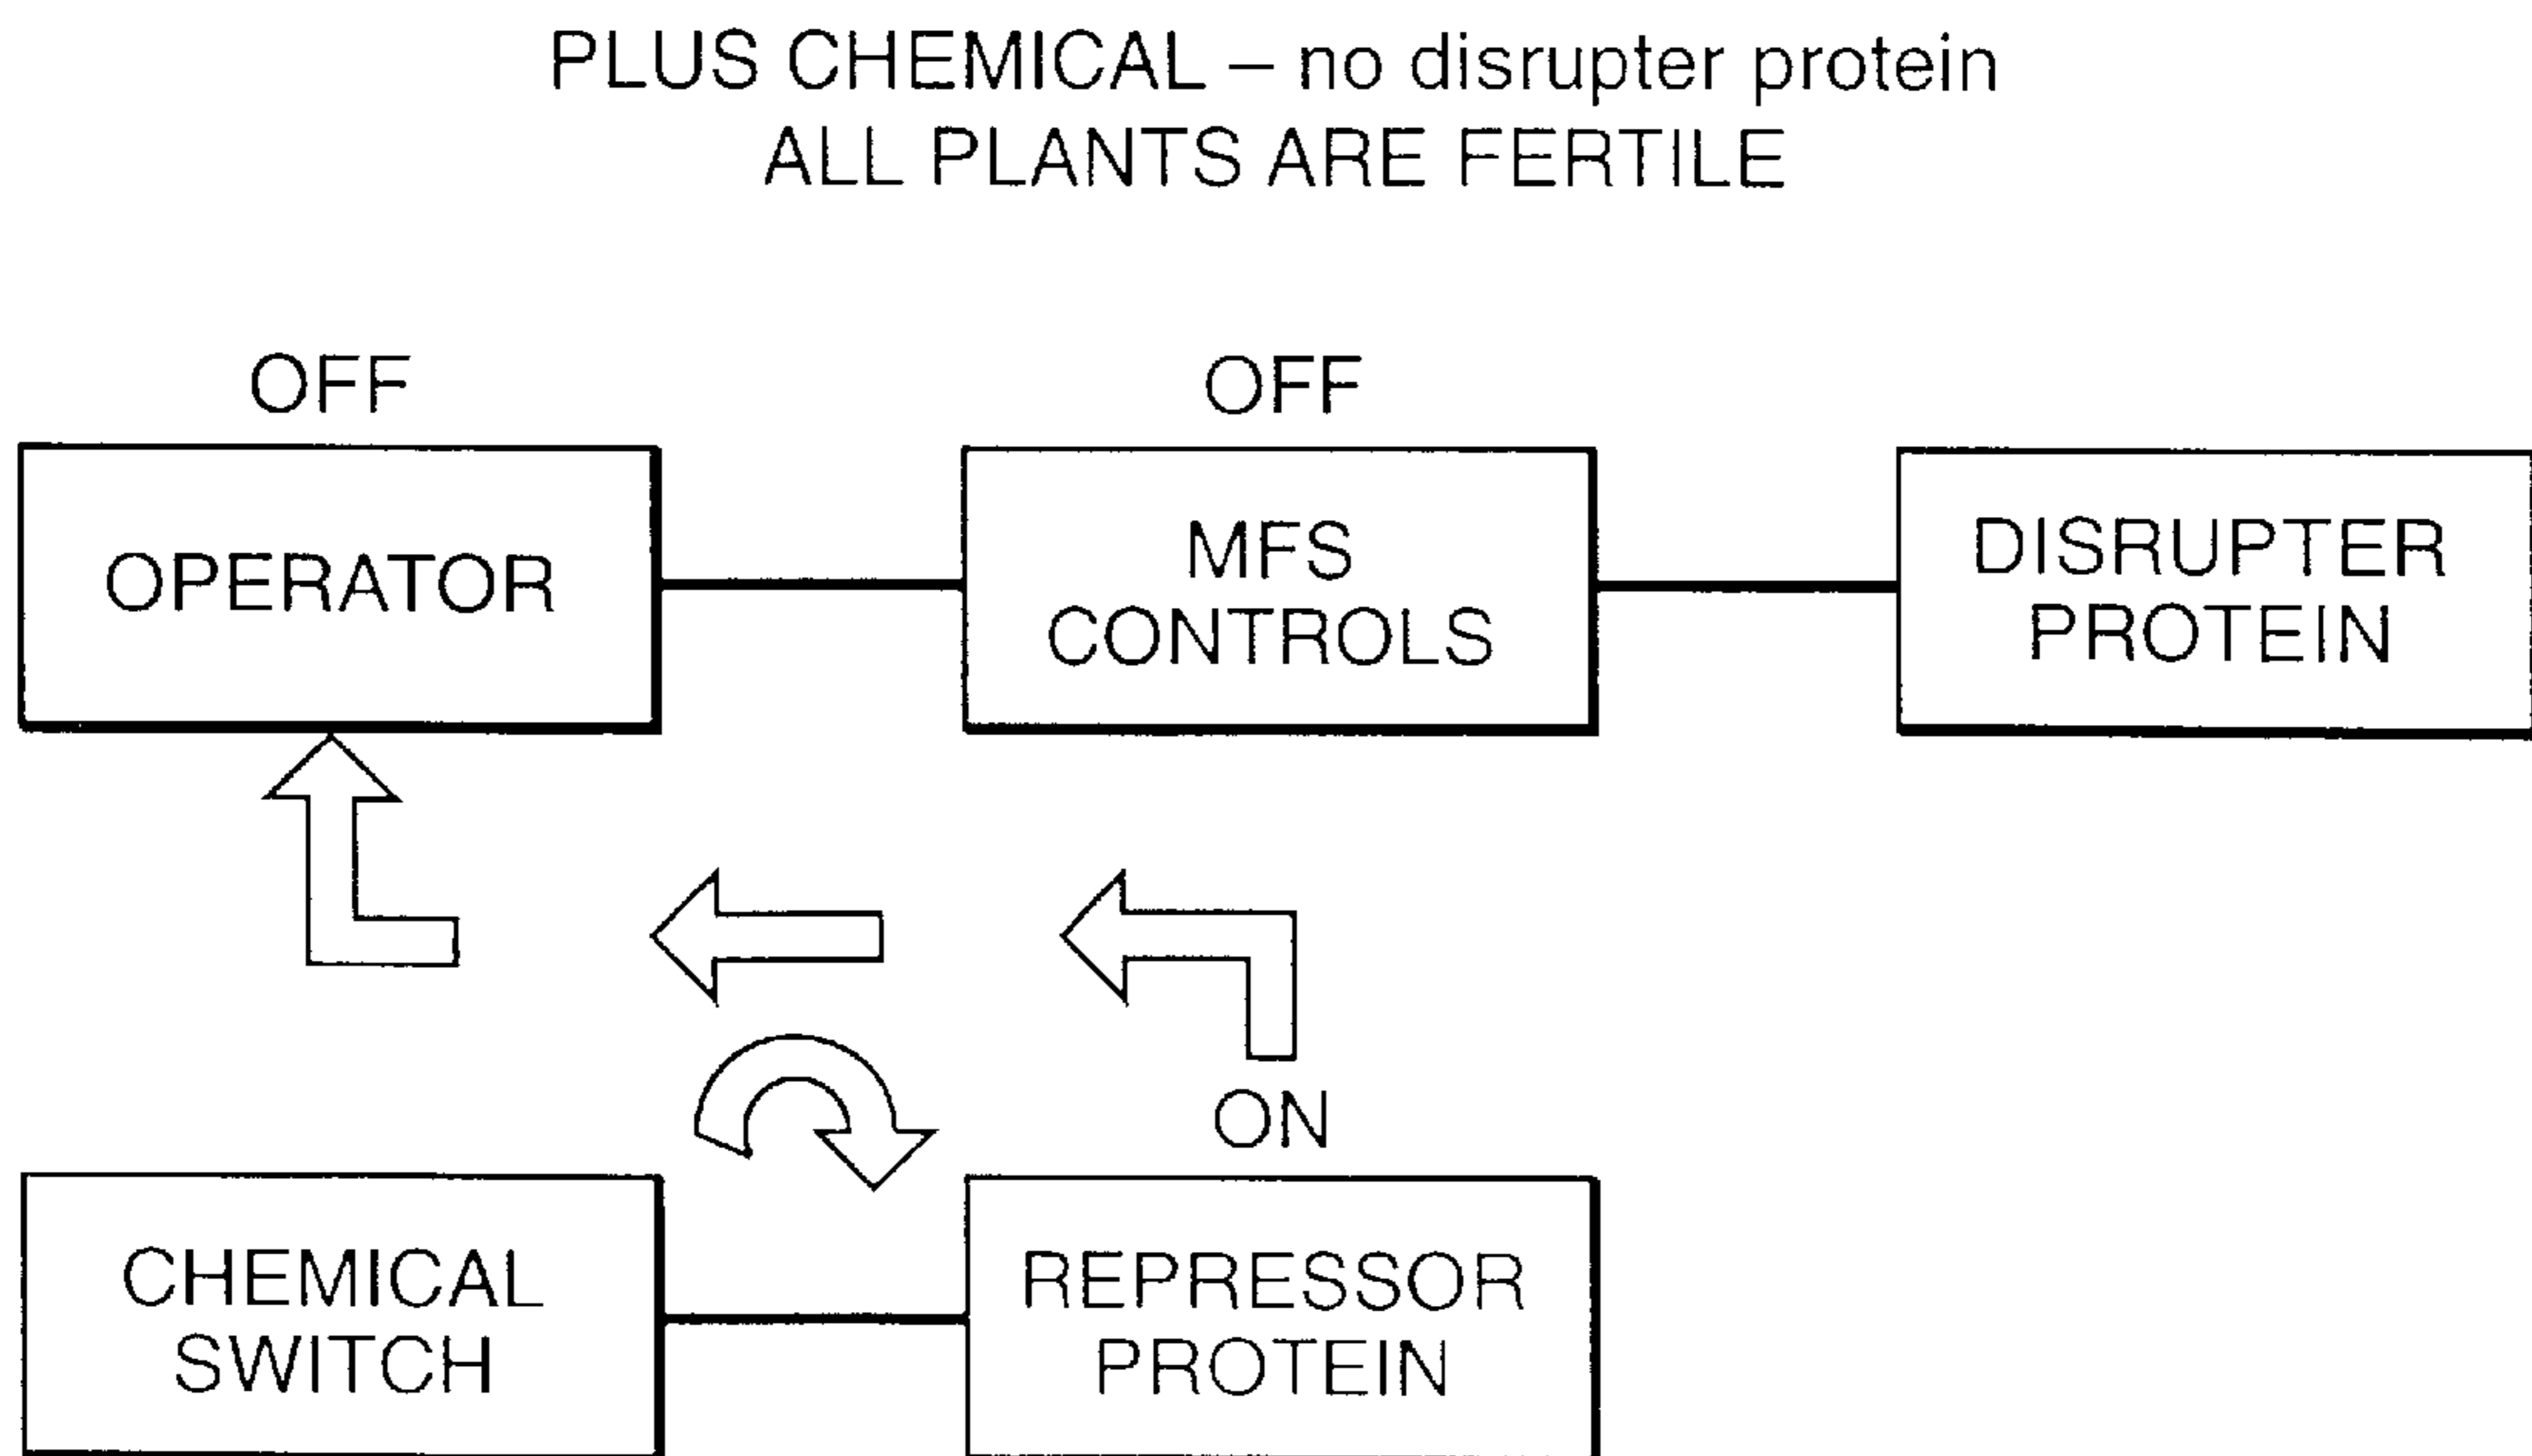 PLUS CHEMICAL – no disrupter protein
ALL PLANTS ARE FERTILE
OFF
OFF
OPERATOR
MFS
CONTROLS
DISRUPTER
PROTEIN
ON
CHEMICAL
SWITCH
REPRESSOR
PROTEIN